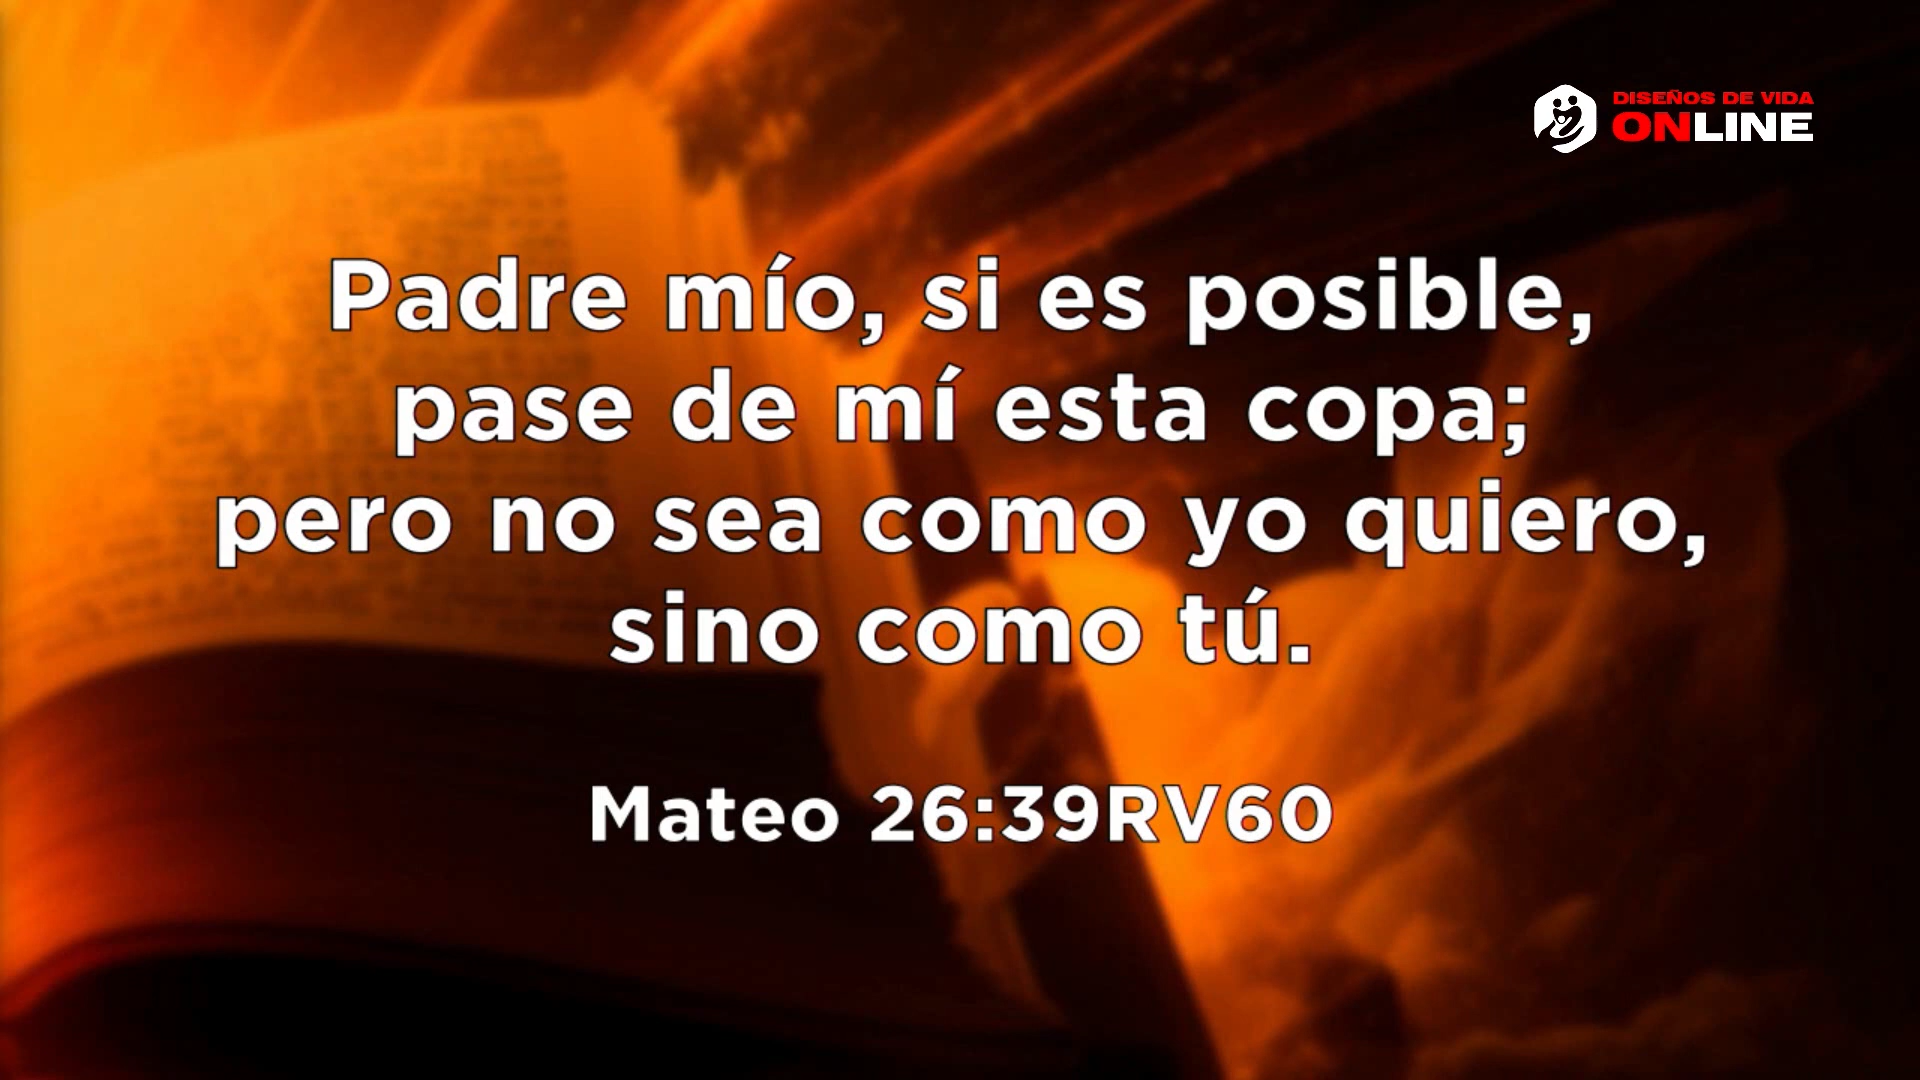 DISEÑOS DE VIDA
ONLINE
Padre mío, si es posible,
pase de mí esta copa;
pero no sea como yo quiero,
sino como tú.
Mateo 26:39RV60